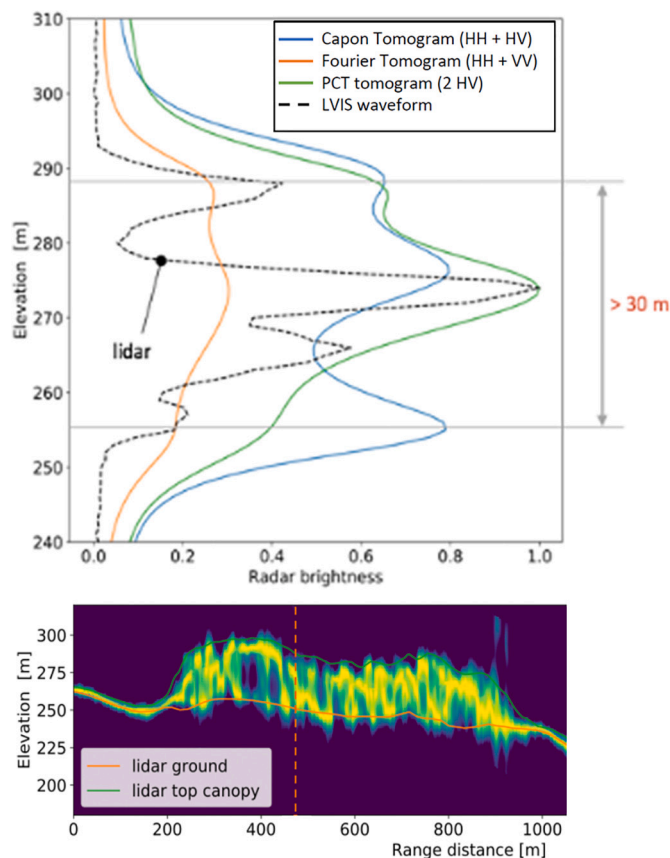 310
300
290
280
270
260
250
240
Elevation [m]
Capon Tomogram (HH + HV)
Fourier Tomogram (HH + VV)
PCT tomogram (2 HV)
LVIS waveform
lidar
> 30 m
0.0 0.2 0.4 0.6 0.8 1.0
Radar brightness
300
275
250
225
200
Elevation [m]
lidar ground
lidar top canopy
0 200 400 600 800 1000
Range distance [m]